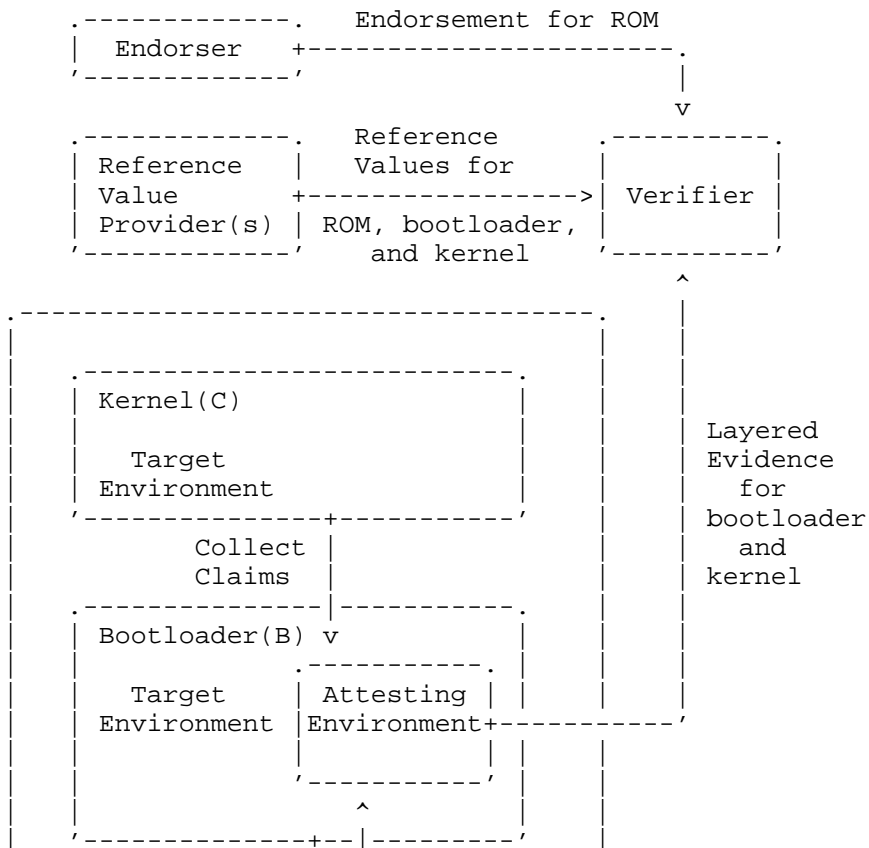 Endorsement for ROM
Endorser
Reference
Values for
ROM, bootloader,
and kernel
Reference
Value
Provider(s)
Verifier
Kernel(C)
Target
Environment
Layered
Evidence
for
bootloader
and
kernel
Collect
Claims
Bootloader(B) v
Target
Environment
Attesting
Environment